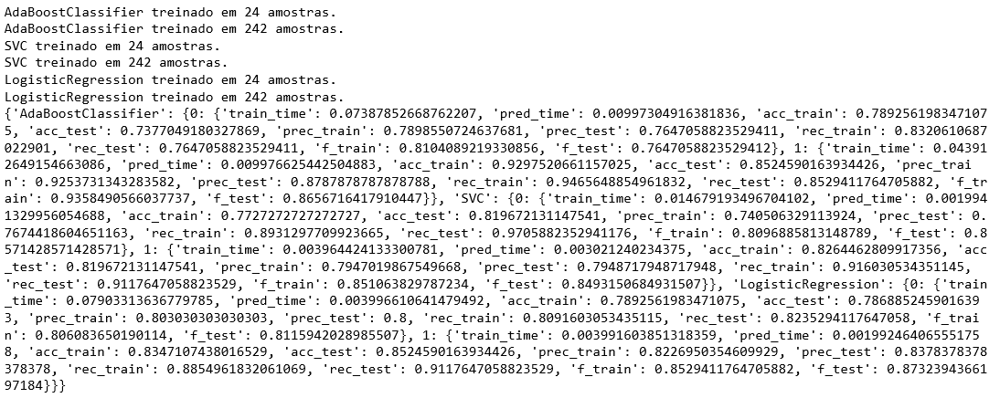 AdaBoostClassifier treinado em 24 amostras.
AdaBoostClassifier treinado em 242 amostras.
SVC treinado em 24 amostras.
SVC treinado em 242 amostras.
LogisticRegression treinado em 24 amostras.
LogisticRegression treinado em 242 amostras.
{'AdaBoostClassifier': {0: {'train_time': 0.07387852668762207, 'pred_time': 0.00997304916381836, 'acc_train': 0.789256198347107
5, 'acc_test': 0.7377049180327869, 'prec_train': 0.7898550724637681, 'prec_test': 0.7647058823529411, 'rec_train': 0.8320610687
022901, 'rec_test': 0.7647058823529411, 'f_train': 0.8104089219330856, 'f_test': 0.7647058823529412}, 1: {'train_time': 0.04391
2649154663086, 'pred_time': 0.009976625442504883, 'acc_train': 0.9297520661157025, 'acc_test': 0.8524590163934426, 'prec_trai
n': 0.9253731343283582, 'prec_test': 0.8787878787878788, 'rec_train': 0.9465648854961832, 'rec_test': 0.8529411764705882, 'f_tr
ain': 0.9358490566037737, 'f_test': 0.8656716417910447}}, 'SVC': {0: {'train_time': 0.014679193496704102, 'pred_time': 0.001994
1329956054688, 'acc_train': 0.7727272727272727, 'acc_test': 0.819672131147541, 'prec_train': 0.740506329113924, 'prec_test': 0.
7674418604651163, 'rec_train': 0.8931297709923665, 'rec_test': 0.9705882352941176, 'f_train': 0.8096885813148789, 'f_test': 0.8
571428571428571}, 1: {'train_time': 0.003964424133300781, 'pred_time': 0.003021240234375, 'acc_train': 0.8264462809917356, 'acc
_test': 0.819672131147541, 'prec_train': 0.7947019867549668, 'prec_test': 0.7948717948717948, 'rec_train': 0.916030534351145,
'rec_test': 0.9117647058823529, 'f_train': 0.851063829787234, 'f_test': 0.8493150684931507}}, 'LogisticRegression': {0: {'train
_time': 0.07903313636779785, 'pred_time': 0.003996610641479492, 'acc_train': 0.7892561983471075, 'acc_test': 0.786885245901639
3, 'prec_train': 0.803030303030303, 'prec_test': 0.8, 'rec_train': 0.8091603053435115, 'rec_test': 0.8235294117647058, 'f_trai
n': 0.806083650190114, 'f_test': 0.8115942028985507}, 1: {'train_time': 0.003991603851318359, 'pred_time': 0.00199246406555175
8, 'acc_train': 0.8347107438016529, 'acc_test': 0.8524590163934426, 'prec_train': 0.8226950354609929, 'prec_test': 0.8378378378
378378, 'rec_train': 0.8854961832061069, 'rec_test': 0.9117647058823529, 'f_train': 0.8529411764705882, 'f_test': 0.87323943661
97184}}}